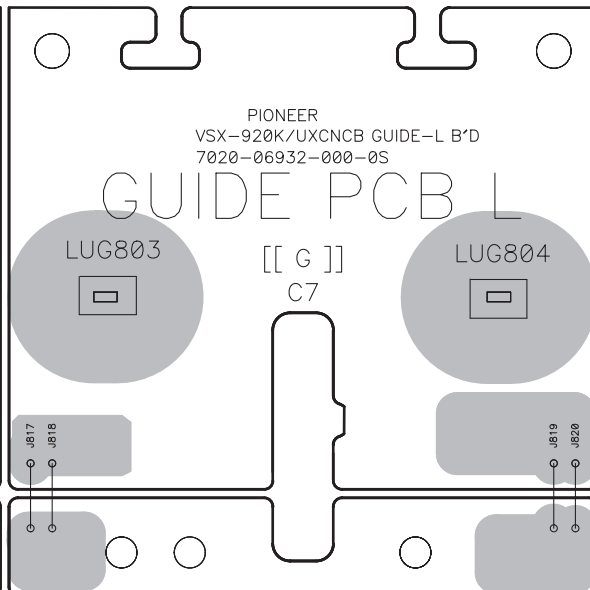 PIONEER
VSX-920K/UXCNCB GUIDE-L B'D
7020-06932-000-0S
GUIDE PCB L
LUG803
LUG804
[[ G ]]
C7
J817
J818
J819
J820